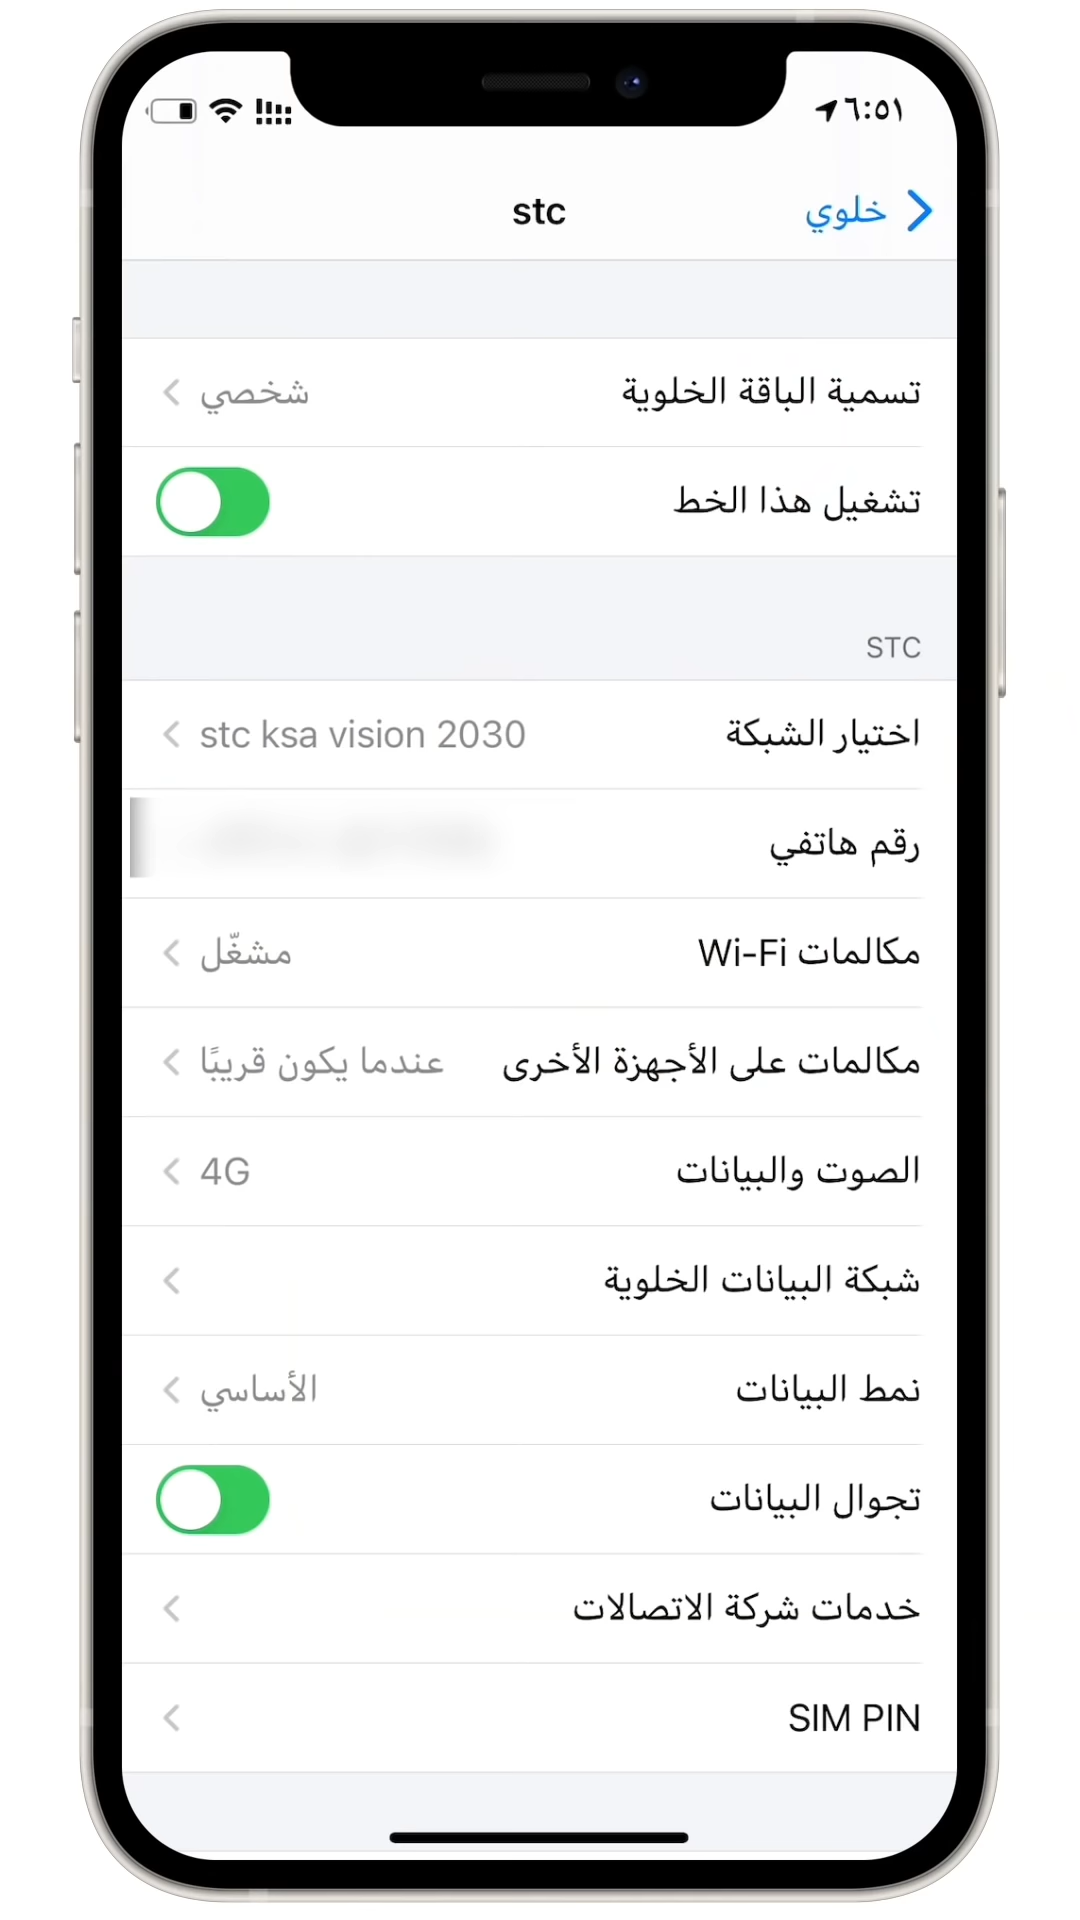 ٦:٥١
خلوي
stc
تسمية الباقة الخلوية شخصي
تشغيل هذا الخط
STC
اختيار الشبكة stc ksa vision 2030
رقم هاتفي
مكالمات Wi-Fi مشغّل
مكالمات على الأجهزة الأخرى عندما يكون قريبًا
الصوت والبيانات 4G
شبكة البيانات الخلوية
نمط البيانات الأساسي
تجوال البيانات
خدمات شركة الاتصالات
SIM PIN